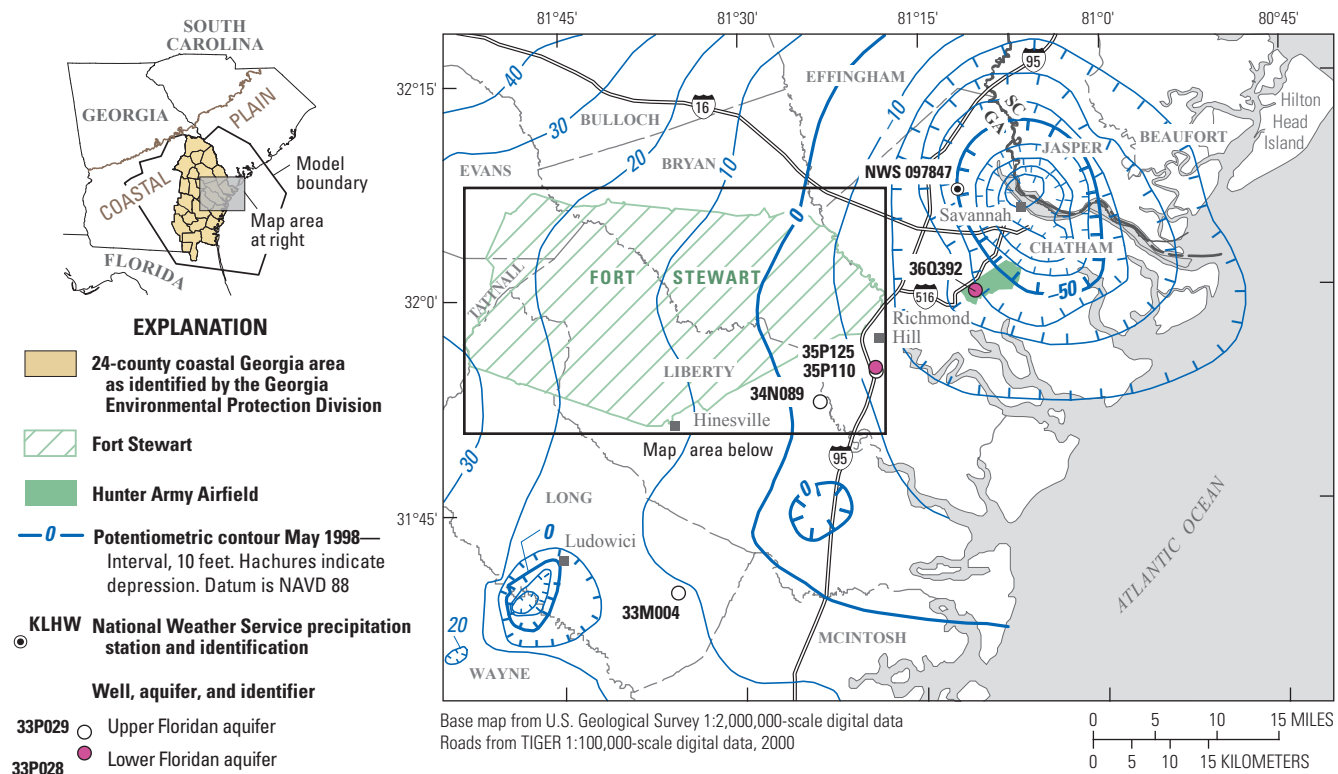 SOUTH
CAROLINA
GEORGIA
PLAIN
COASTAL
FLORIDA
Model
boundary
Map area
at right
EXPLANATION
24-county coastal Georgia area
as identified by the Georgia
Environmental Protection Division
Fort Stewart
Hunter Army Airfield
0 Potentiometric contour May 1998—
Interval, 10 feet. Hachures indicate
depression. Datum is NAVD 88
KLHW National Weather Service precipitation
station and identification
Well, aquifer, and identifier
33P029 Upper Floridan aquifer
33P028 Lower Floridan aquifer
81°45' 81°30' 81°15' 81°0' 80°45'
32°15'
32°0'
31°45'
40
30
20
10
0
10
16
95
EFFINGHAM
BULLOCH
BRYAN
EVANS
SC
GA
JASPER
BEAUFORT
Hilton
Head
Island
NWS 097847
Savannah
CHATHAM
36Q392
-50
516
Richmond
Hill
TATTNALL
FORT STEWART
0
35P125
35P110
LIBERTY
34N089
Hinesville
Map area below
95
30
LONG
0
0
Ludowici
33M004
20
WAYNE
MCINTOSH
ATLANTIC OCEAN
Base map from U.S. Geological Survey 1:2,000,000-scale digital data
Roads from TIGER 1:100,000-scale digital data, 2000
0 5 10 15 MILES
0 5 10 15 KILOMETERS